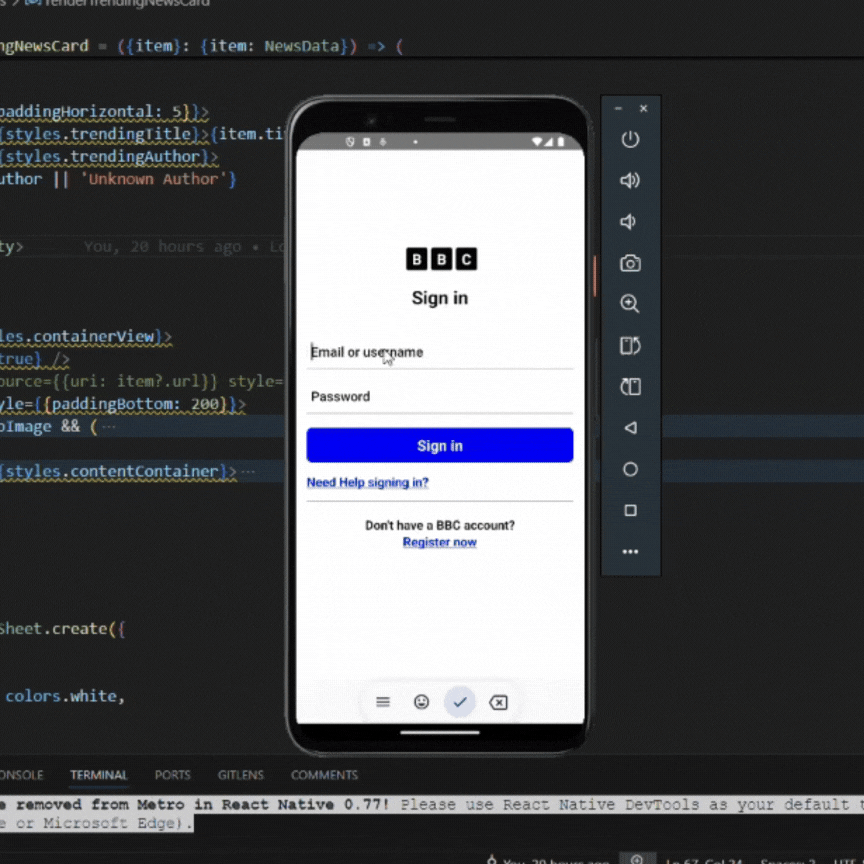 renderTrendingNewsCard
ngNewsCard = ({item}: {item: NewsData}) => (
paddingHorizontal: 5}}>
{styles.trendingTitle}>{item.ti
{styles.trendingAuthor}>
uthor || 'Unknown Author'}
ty>
You, 20 hours ago • Lo
les.containerView}>
true} />
ource={{uri: item?.url}} style=
yle={{paddingBottom: 200}}>
oImage && ( ···
{styles.contentContainer}> ···
Sheet.create({
colors.white,
BBC
Sign in
Email or username
Password
Sign in
Need Help signing in?
Don't have a BBC account?
Register now
ONSOLE TERMINAL PORTS GITLENS COMMENTS
e removed from Metro in React Native 0.77! Please use React Native DevTools as your default t
e or Microsoft Edge).
You, 20 hours ago Ln 67, Col 24 Spaces: 2 UTF